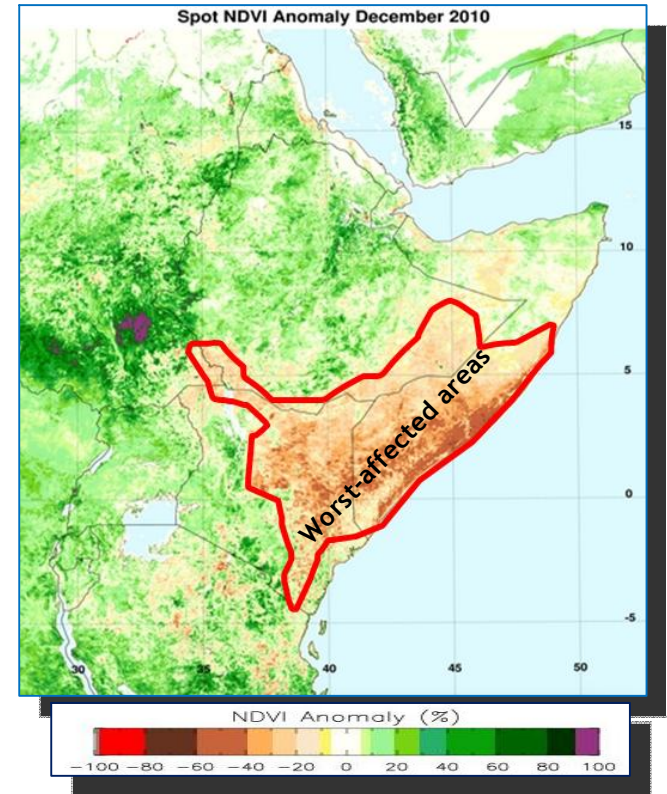 Spot NDVI Anomaly December 2010
15
10
5
Worst-affected areas
0
-5
30 35 40 45 50
NDVI Anomaly (%)
-100 -80 -60 -40 -20 0 20 40 60 80 100